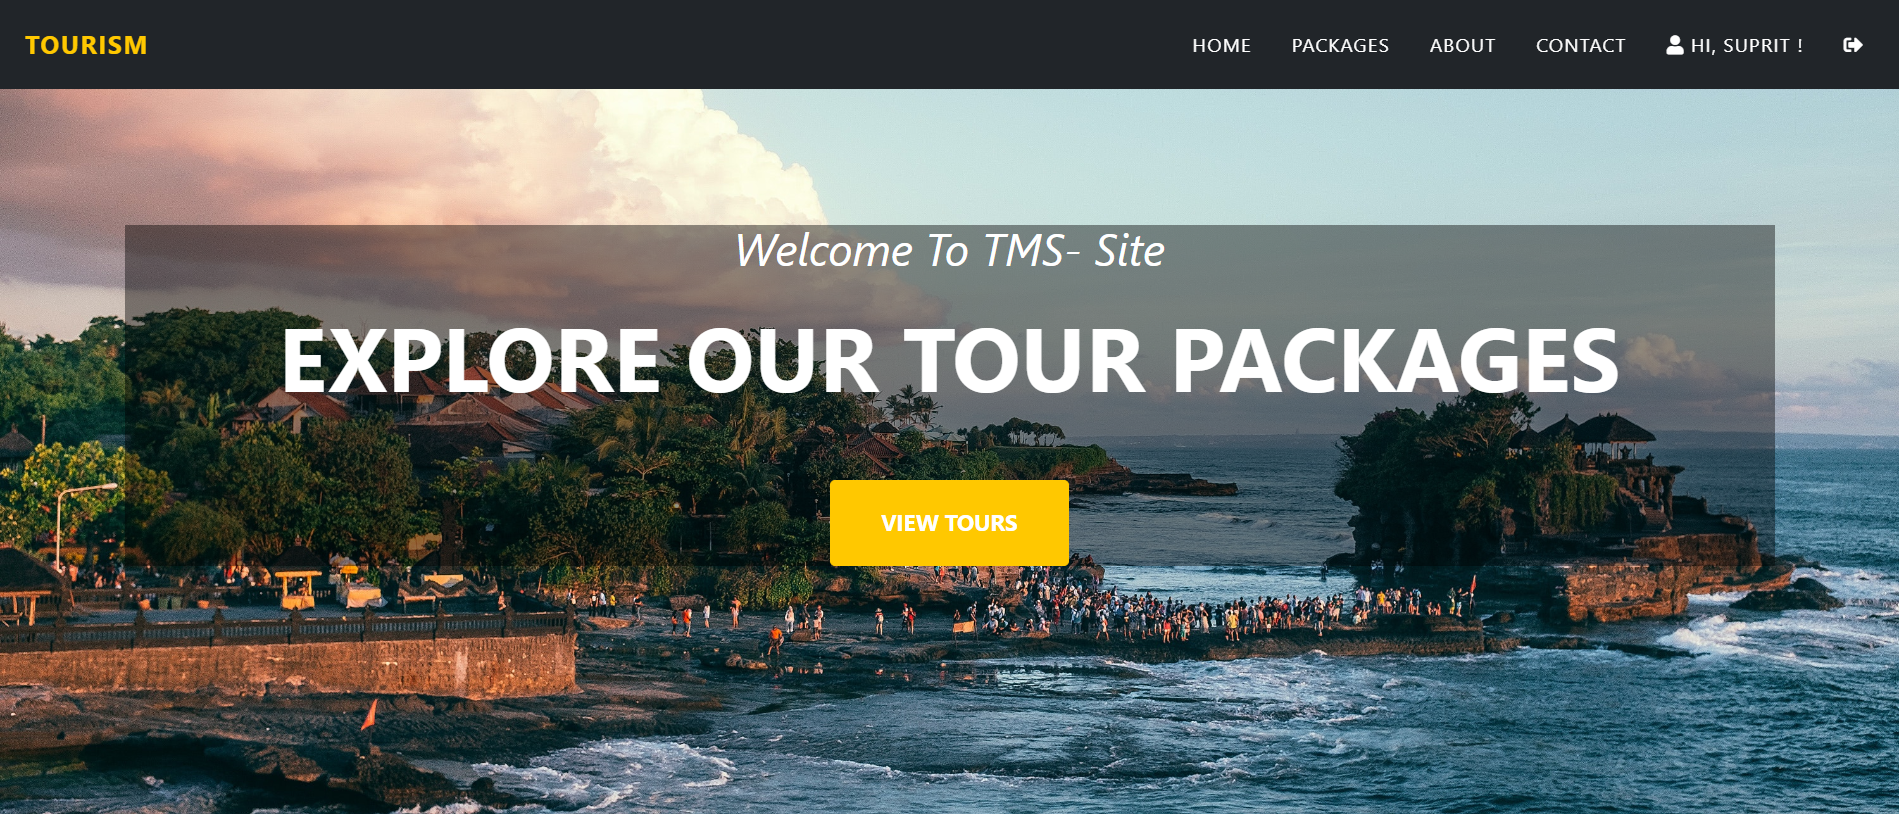 TOURISM
HOME PACKAGES ABOUT CONTACT HI, SUPRIT !
Welcome To TMS- Site
EXPLORE OUR TOUR PACKAGES
VIEW TOURS